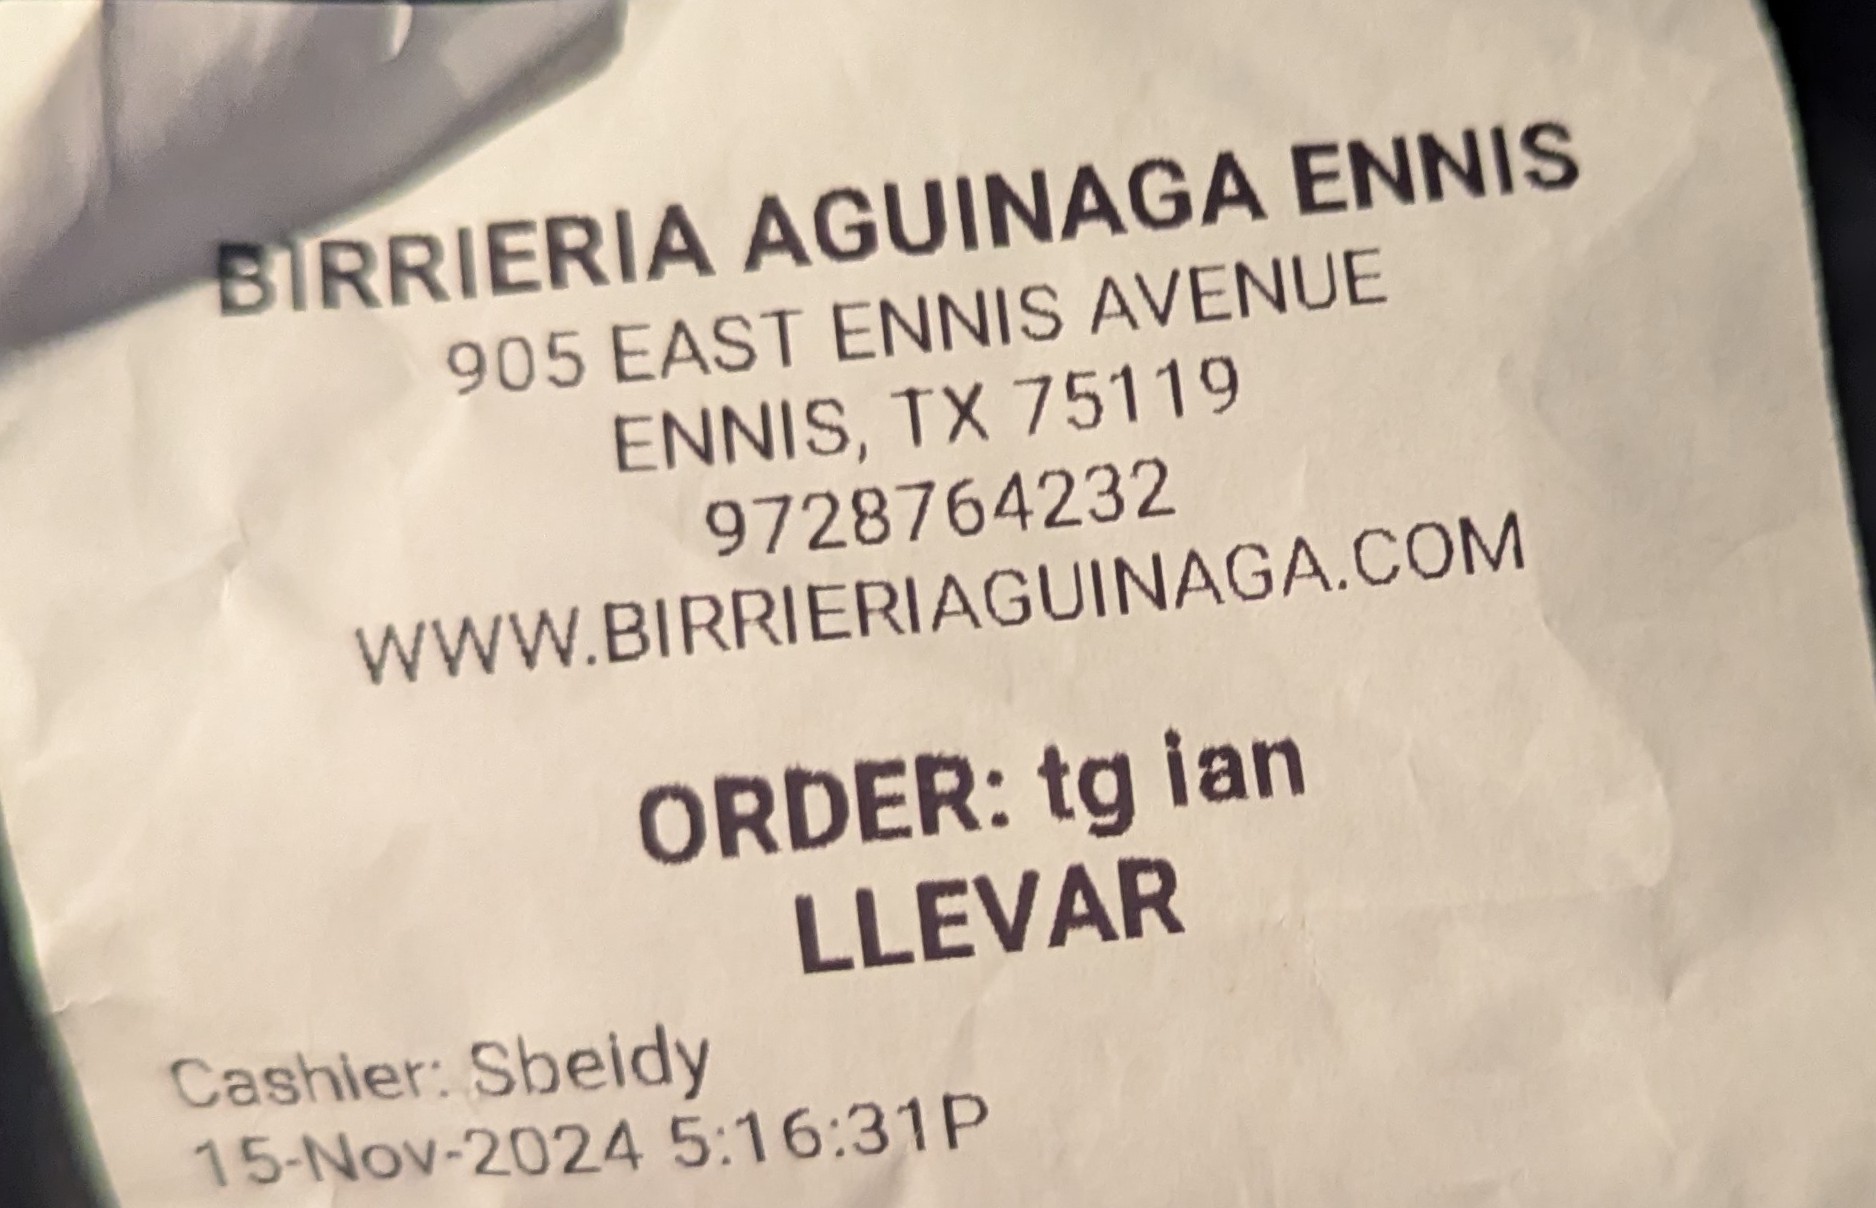 BIRRIERIA AGUINAGA ENNIS
905 EAST ENNIS AVENUE
ENNIS, TX 75119
9728764232
WWW.BIRRIERIAGUINAGA.COM
ORDER: tg ian
LLEVAR
Cashier: Sbeidy
15-Nov-2024 5:16:31P